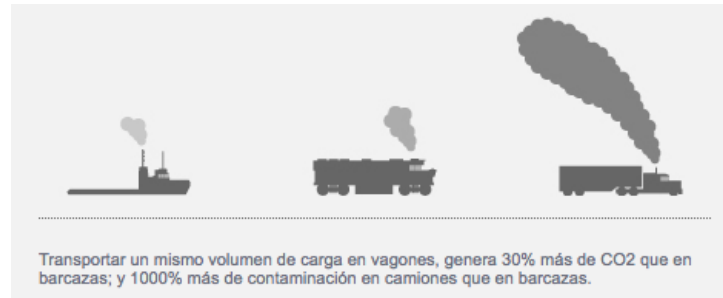 Transportar un mismo volumen de carga en vagones, genera 30% más de CO2 que en
barcazas; y 1000% más de contaminación en camiones que en barcazas.